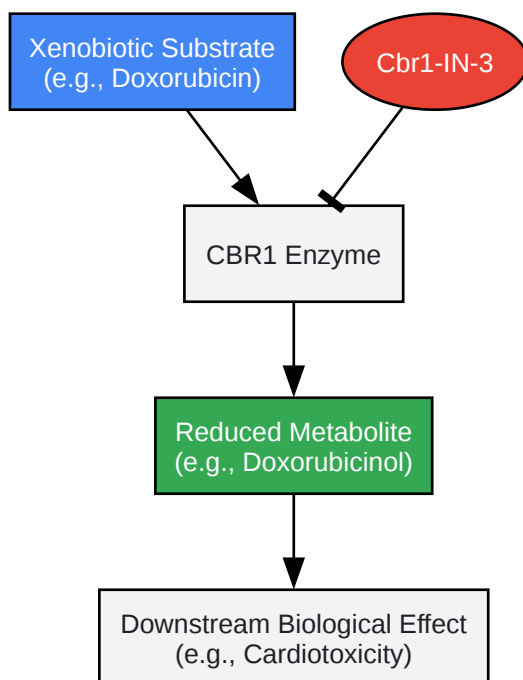 Xenobiotic Substrate
(e.g., Doxorubicin)
Cbr1-IN-3
CBR1 Enzyme
Reduced Metabolite
(e.g., Doxorubicinol)
Downstream Biological Effect
(e.g., Cardiotoxicity)